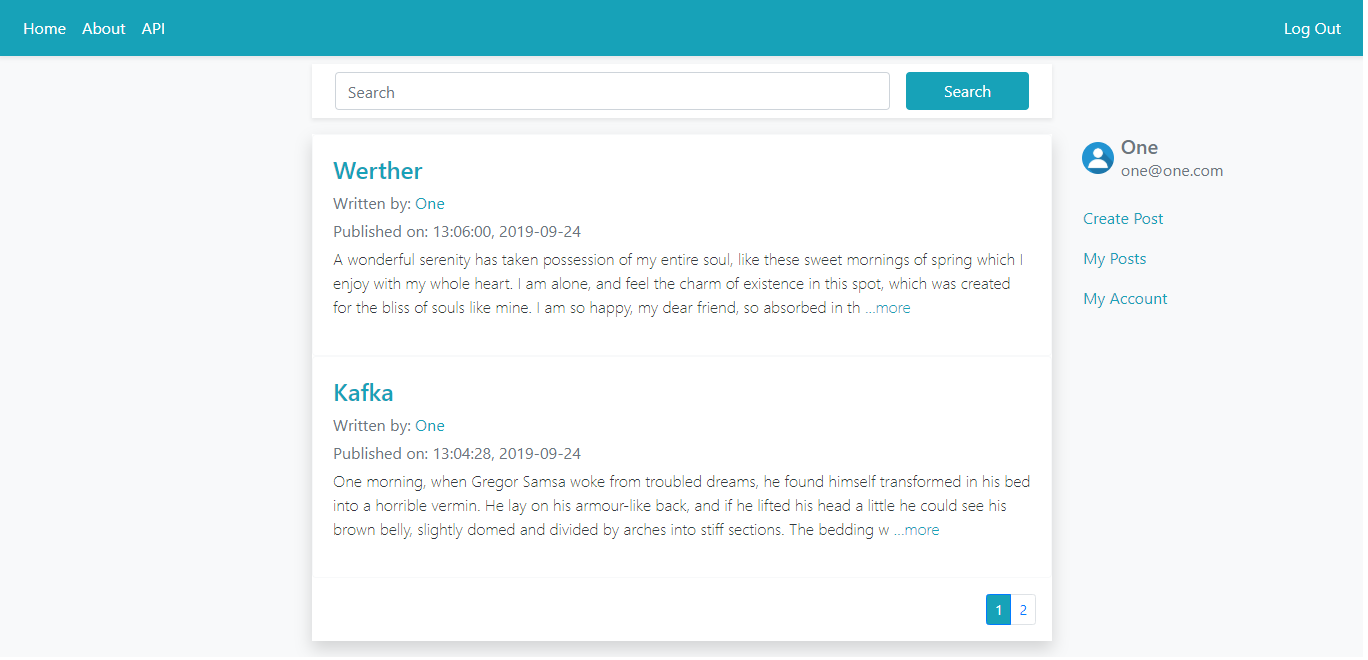 Home About API Log Out
Search Search
Werther
Written by: One
Published on: 13:06:00, 2019-09-24
A wonderful serenity has taken possession of my entire soul, like these sweet mornings of spring which I
enjoy with my whole heart. I am alone, and feel the charm of existence in this spot, which was created
for the bliss of souls like mine. I am so happy, my dear friend, so absorbed in th ...more
Kafka
Written by: One
Published on: 13:04:28, 2019-09-24
One morning, when Gregor Samsa woke from troubled dreams, he found himself transformed in his bed
into a horrible vermin. He lay on his armour-like back, and if he lifted his head a little he could see his
brown belly, slightly domed and divided by arches into stiff sections. The bedding w ...more
1 2
One
one@one.com
Create Post
My Posts
My Account